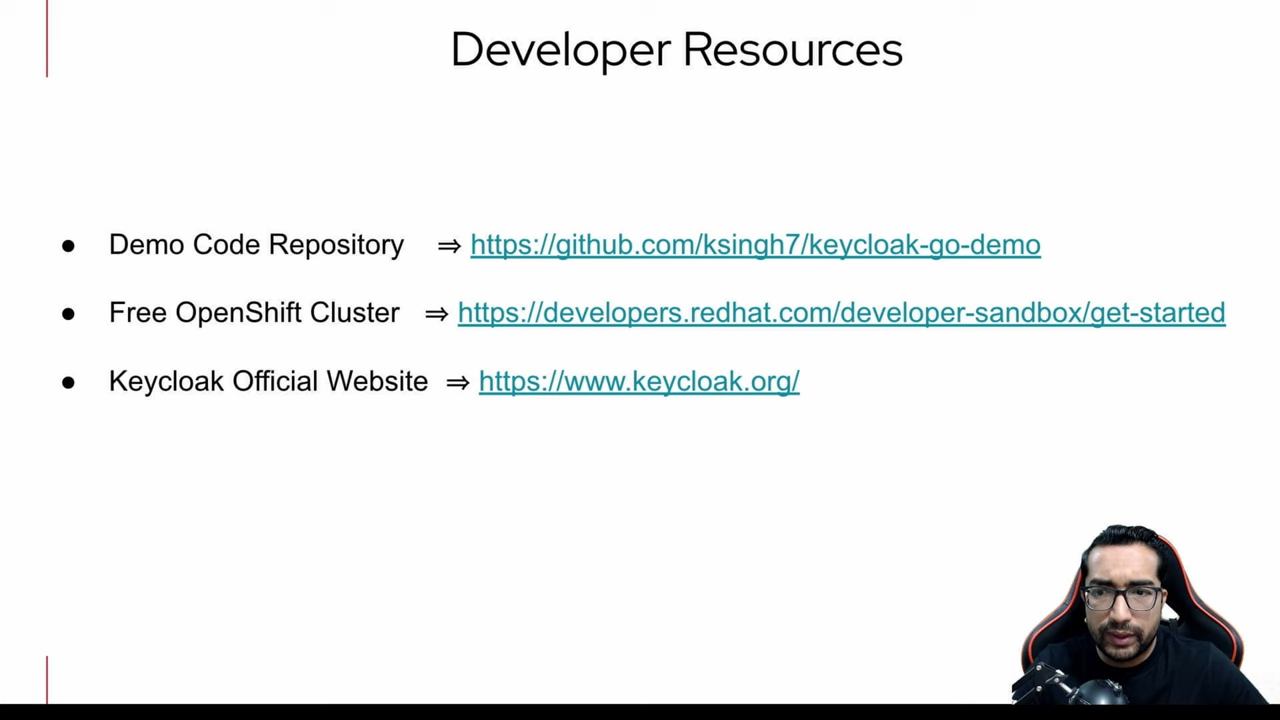 Developer Resources
● Demo Code Repository ⇒ https://github.com/ksingh7/keycloak-go-demo
● Free OpenShift Cluster ⇒ https://developers.redhat.com/developer-sandbox/get-started
● Keycloak Official Website ⇒ https://www.keycloak.org/